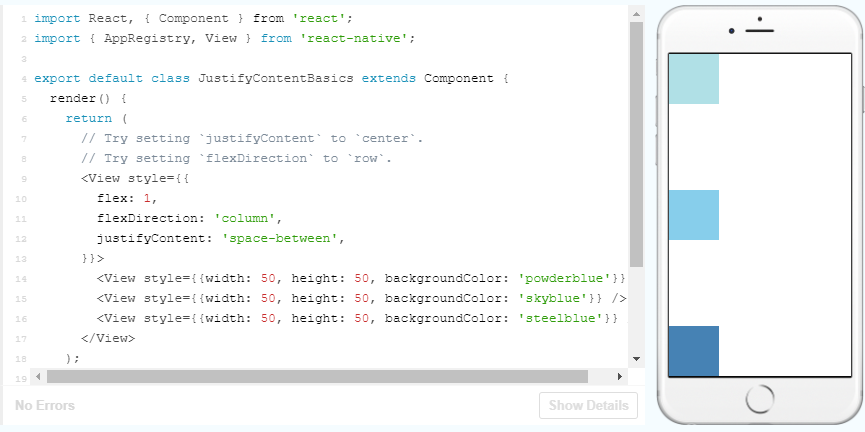 1 import React, { Component } from 'react';
2 import { AppRegistry, View } from 'react-native';
3
4 export default class JustifyContentBasics extends Component {
5 render() {
6 return (
7 // Try setting `justifyContent` to `center`.
8 // Try setting `flexDirection` to `row`.
9 <View style={{
10 flex: 1,
11 flexDirection: 'column',
12 justifyContent: 'space-between',
13 }}>
14 <View style={{width: 50, height: 50, backgroundColor: 'powderblue'}}
15 <View style={{width: 50, height: 50, backgroundColor: 'skyblue'}} />
16 <View style={{width: 50, height: 50, backgroundColor: 'steelblue'}}
17 </View>
18 );
19
No Errors
Show Details